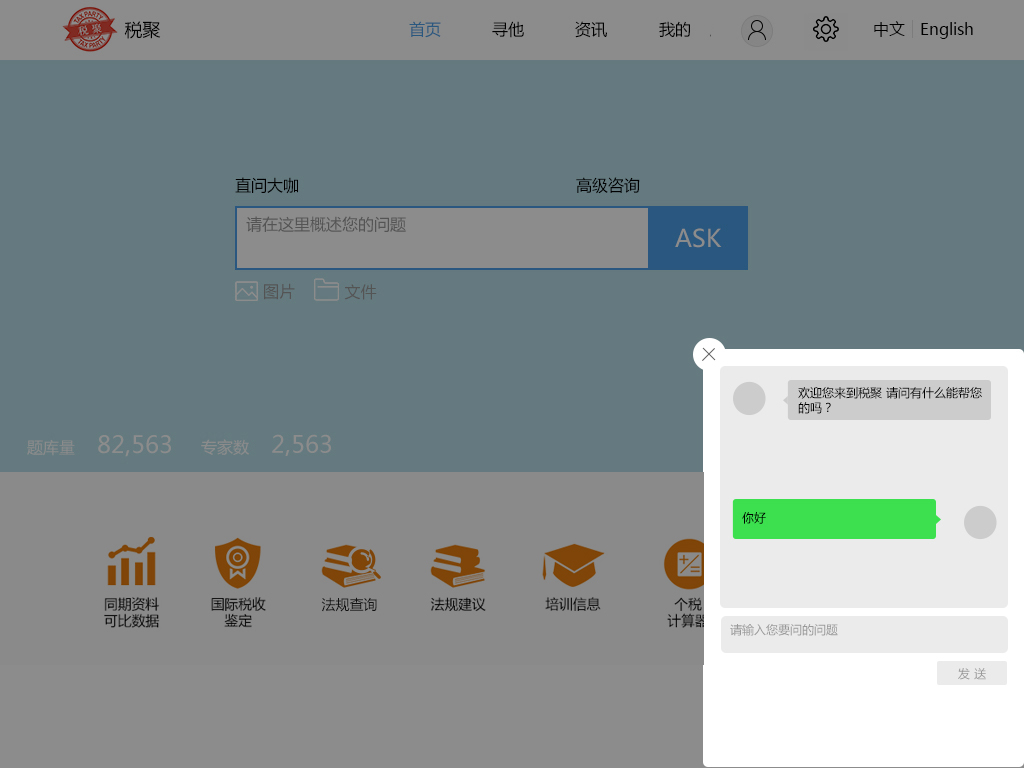 TAX PARTY
税聚
TAX PARTY
税聚
首页
寻他
资讯
我的
中文
English
直问大咖
高级咨询
请在这里概述您的问题
ASK
图片
文件
题库量
82,563
专家数
2,563
同期资料
可比数据
国际税收
鉴定
法规查询
法规建议
培训信息
个税
计算器
欢迎您来到税聚 请问有什么能帮您
的吗？
你好
请输入您要问的问题
发 送